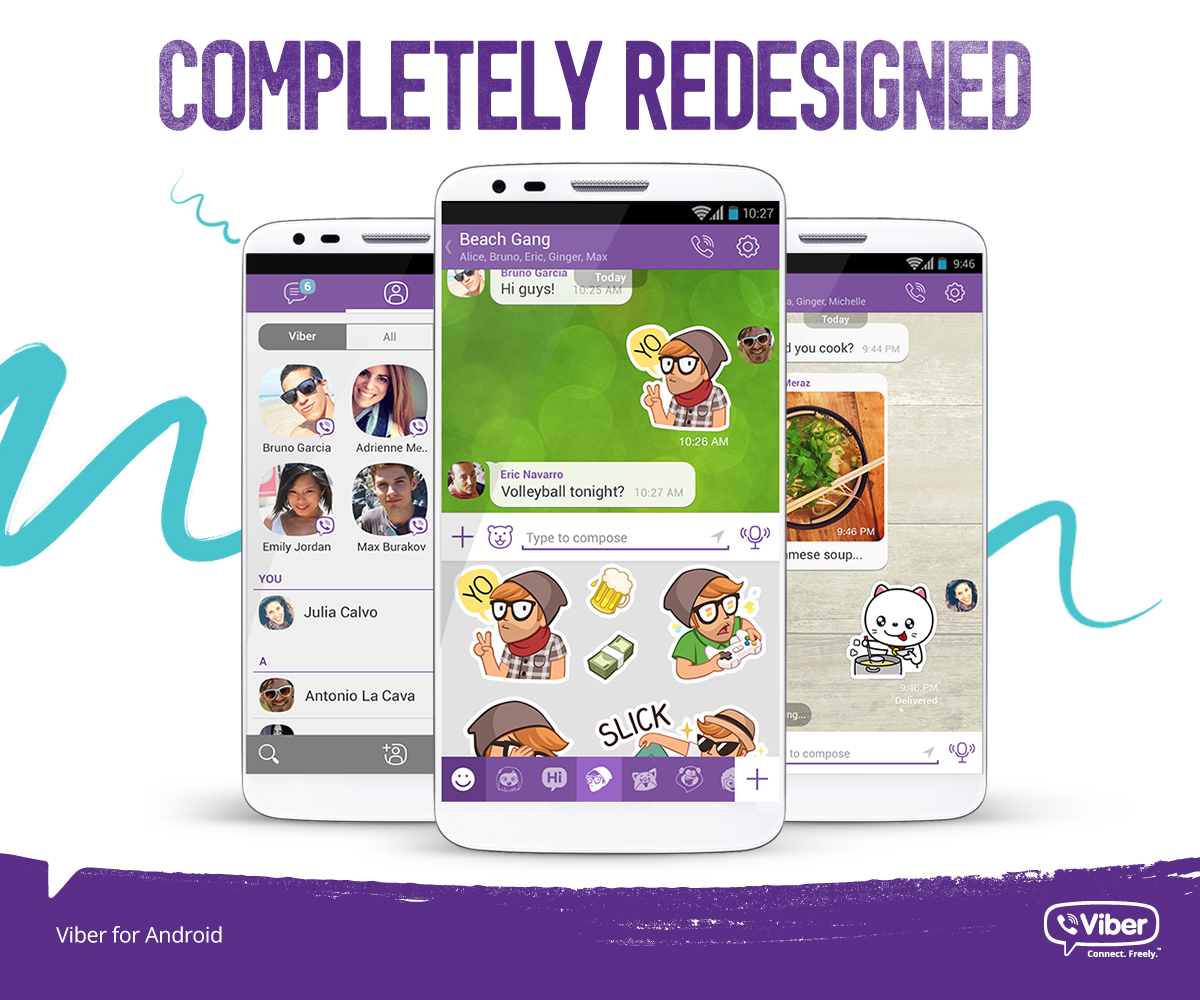 COMPLETELY REDESIGNED
6
Viber
All
Bruno Garcia
Adrienne Me..
Emily Jordan
Max Burakov
YOU
Julia Calvo
A
Antonio La Cava
10:27
Beach Gang
Alice, Bruno, Eric, Ginger, Max
Bruno Garcia
Today
Hi guys!
10:25 AM
YO
10:26 AM
Eric Navarro
Volleyball tonight?
10:27 AM
Type to compose
YO
SLICK
Hi
9:46
a, Ginger, Michelle
Today
d you cook?
9:44 PM
Meraz
9:46 PM
mese soup...
9:46 PM
Delivered
ng...
to compose
Viber for Android
Viber
Connect. Freely.™